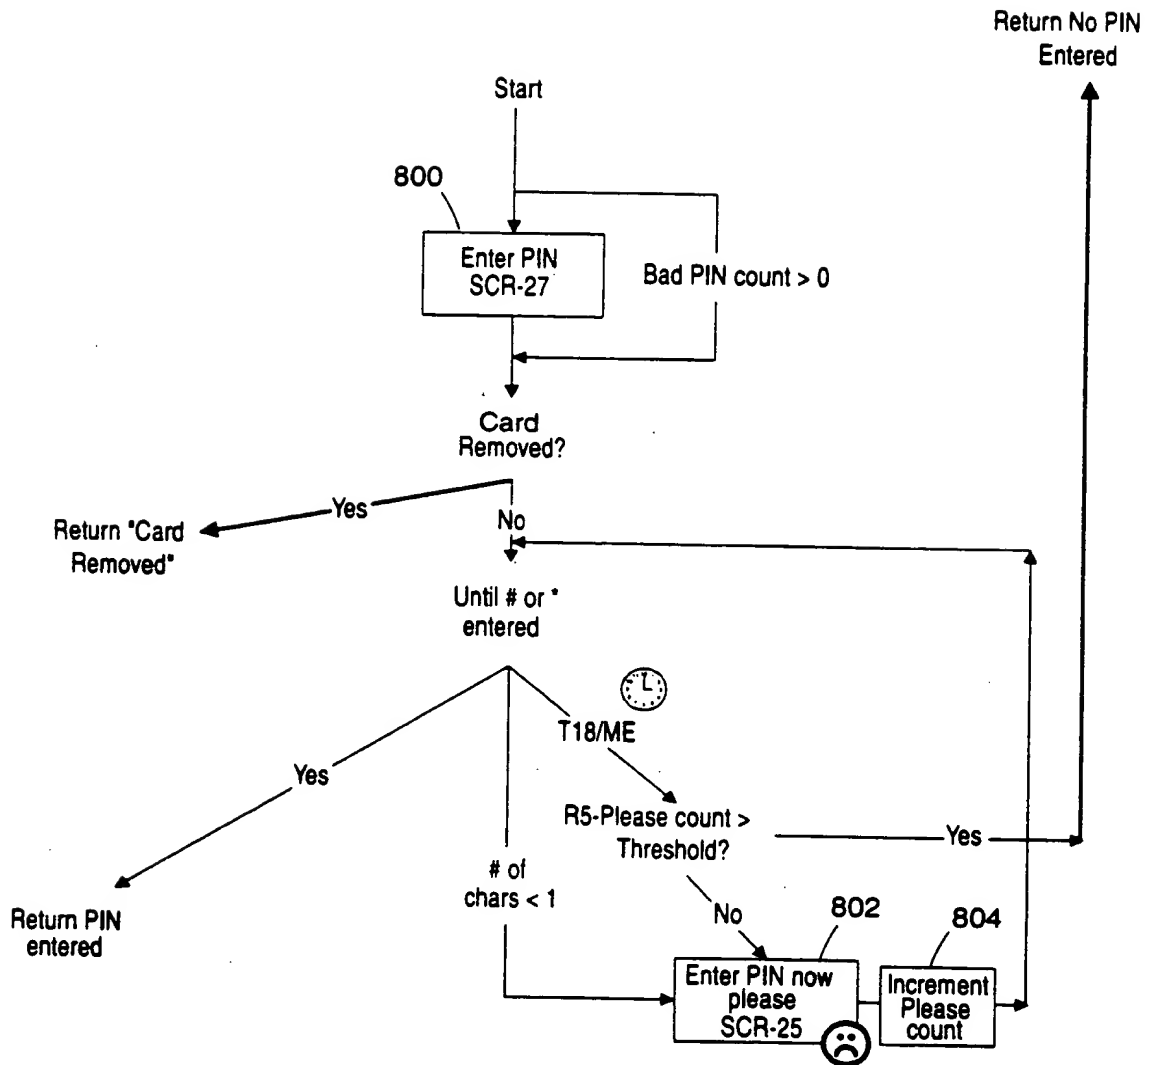 Return No PIN
Entered
Start
800
Enter PIN
SCR-27
Bad PIN count > 0
Card
Removed?
Yes
No
Return "Card
Removed"
Until # or *
entered
T18/ME
Yes
R5-Please count >
Threshold?
Yes
# of
chars < 1
No
802
804
Return PIN
entered
Enter PIN now
please
SCR-25
Increment
Please
count